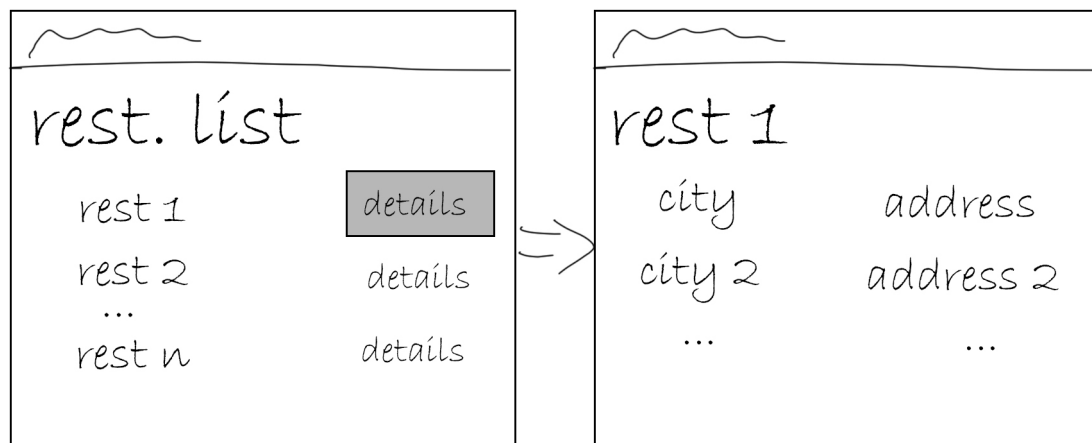 rest. list
rest 1 details
rest 2 details
...
rest n details
rest 1
city address
city 2 address 2
... ...